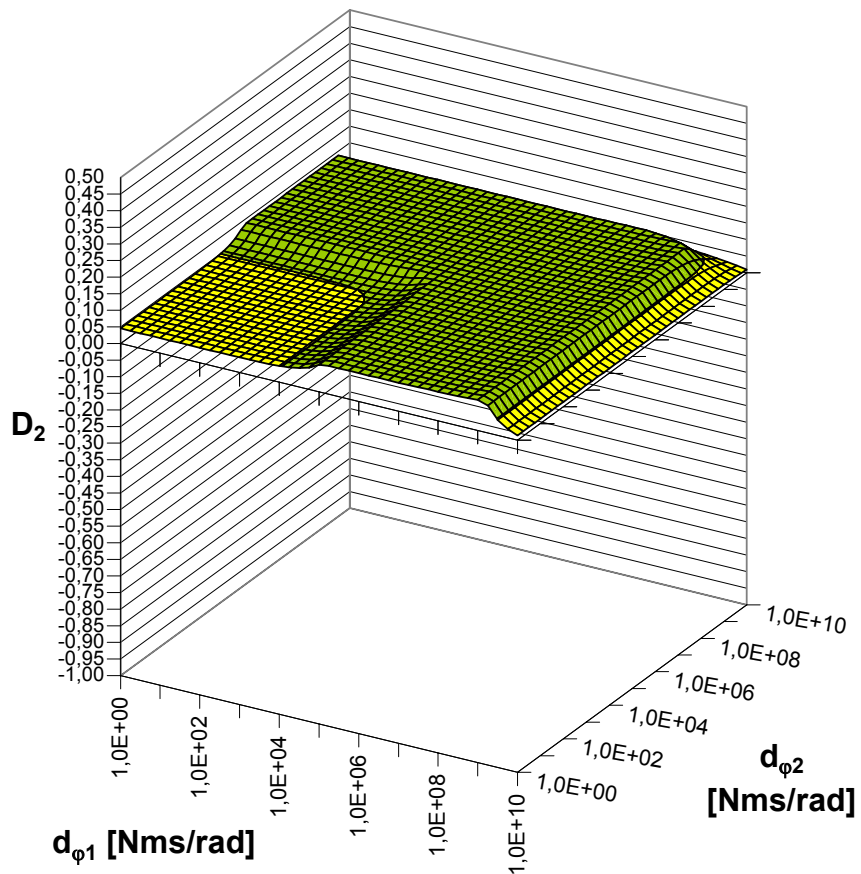 0,50
0,45
0,40
0,35
0,30
0,25
0,20
0,15
0,10
0,05
0,00
-0,05
-0,10
-0,15
-0,20
-0,25
-0,30
-0,35
-0,40
-0,45
-0,50
-0,55
-0,60
-0,65
-0,70
-0,75
-0,80
-0,85
-0,90
-0,95
-1,00
D₂
1,0E+00
1,0E+02
1,0E+04
1,0E+06
1,0E+08
1,0E+10
dφ1 [Nms/rad]
1,0E+00
1,0E+02
1,0E+04
1,0E+06
1,0E+08
1,0E+10
dφ2
[Nms/rad]